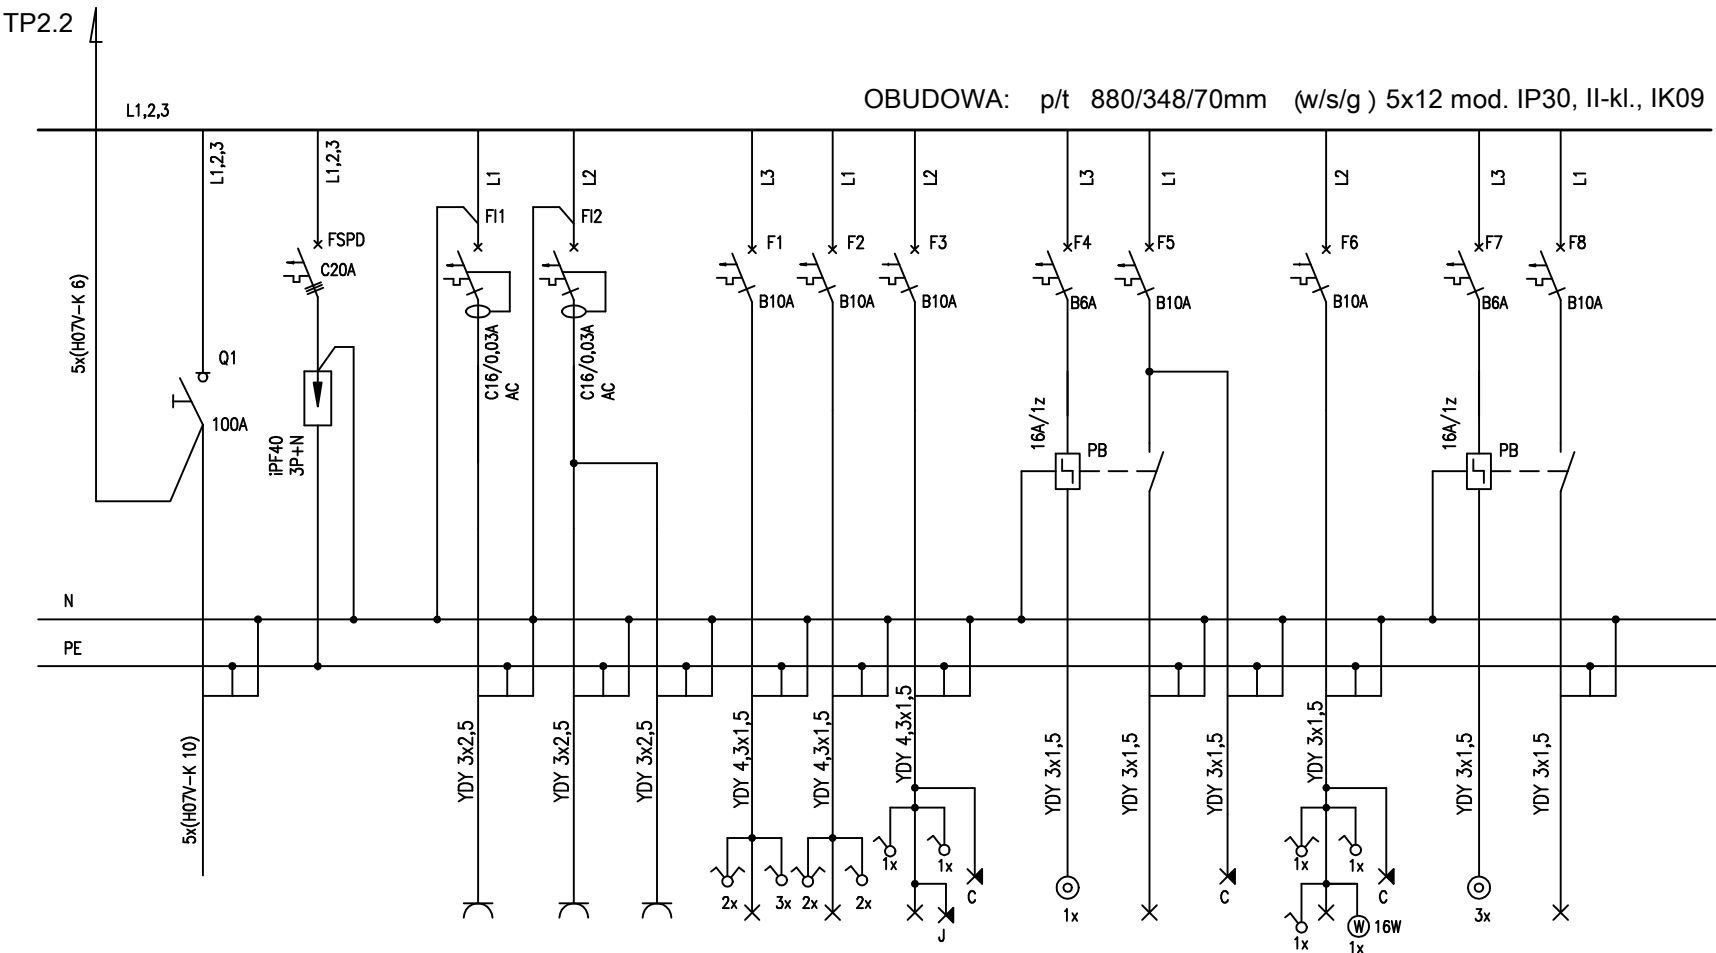 TP2.2
OBUDOWA: p/t 880/348/70mm (w/s/g ) 5x12 mod. IP30, II-kl., IK09
L1,2,3
L1,2,3
L1,2,3
L1
L2
L3
L1
L2
L3
L1
L2
L3
L1
FI1
FI2
FSPD
C20A
F1
F2
F3
F4
F5
F6
F7
F8
B10A
B10A
B10A
B6A
B10A
B10A
B6A
B10A
5x(H07V-K 6)
Q1
100A
iPF40
3P+N
C16/0,03A
AC
C16/0,03A
AC
16A/1z
PB
16A/1z
PB
N
PE
5x(H07V-K 10)
YDY 3x2,5
YDY 3x2,5
YDY 3x2,5
YDY 4,3x1,5
YDY 4,3x1,5
YDY 4,3x1,5
YDY 3x1,5
YDY 3x1,5
YDY 3x1,5
YDY 3x1,5
YDY 3x1,5
YDY 3x1,5
2x
3x
2x
2x
1x
1x
C
J
1x
C
1x
1x
C
1x
W
16W
1x
3x